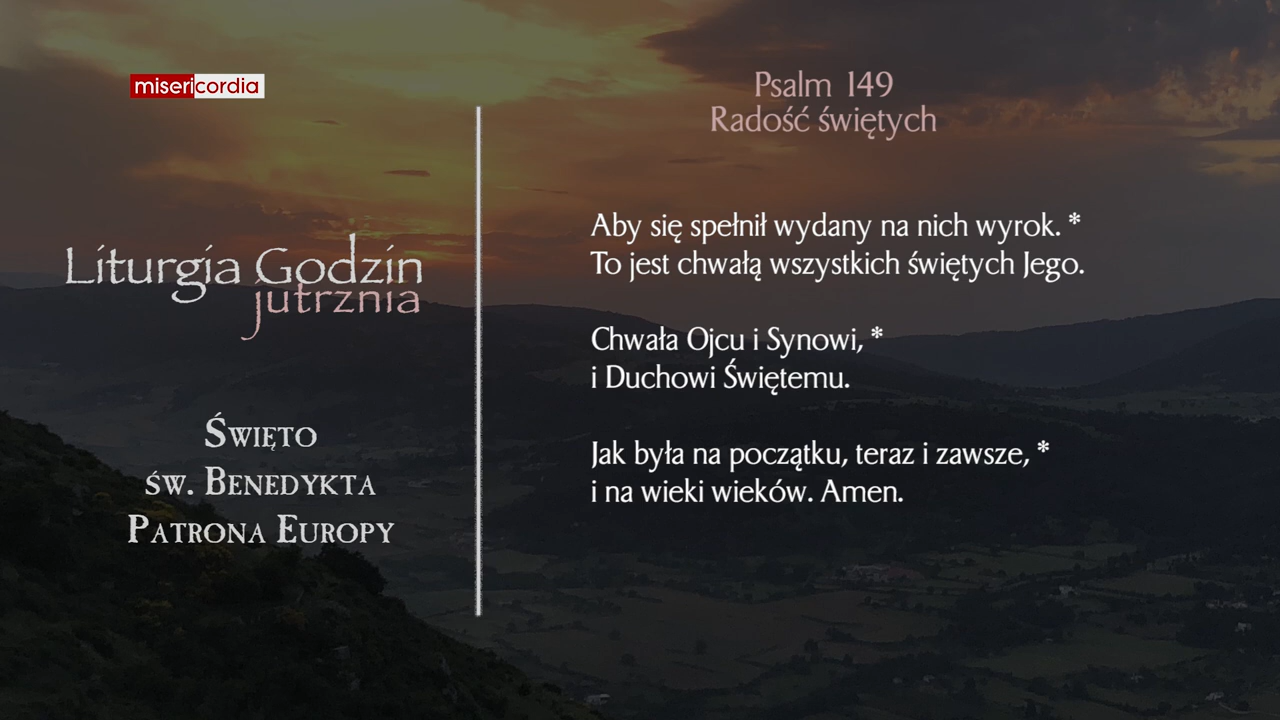 misericordia
Liturgia Godzin
jutrznia
Święto
św. Benedykta
Patrona Europy
Psalm 149
Radość świętych
Aby się spełnił wydany na nich wyrok. *
To jest chwałą wszystkich świętych Jego.
Chwała Ojcu i Synowi, *
i Duchowi Świętemu.
Jak była na początku, teraz i zawsze, *
i na wieki wieków. Amen.